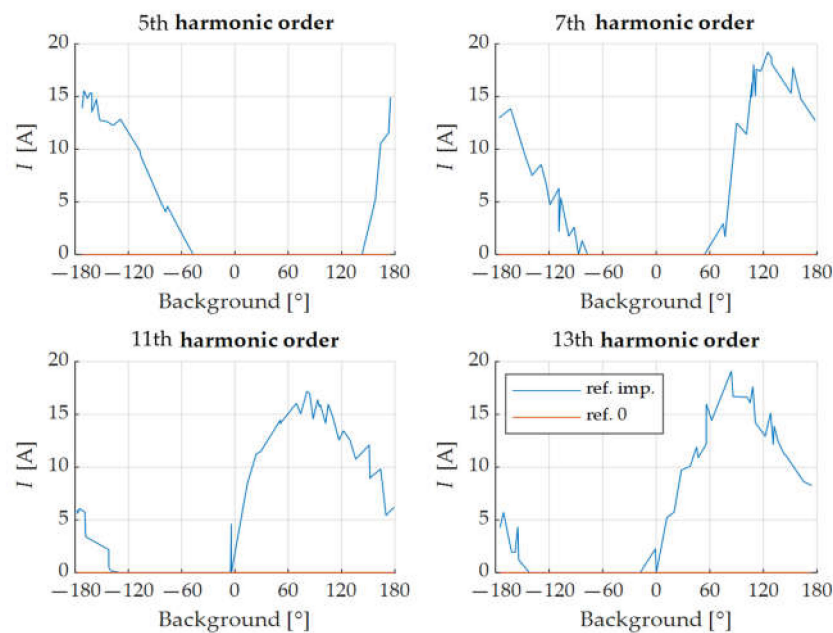 5th harmonic order
20
15
10
5
0
I [A]
−180 −120 −60 0 60 120 180
Background [°]
7th harmonic order
20
15
10
5
0
I [A]
−180 −120 −60 0 60 120 180
Background [°]
11th harmonic order
20
15
10
5
0
I [A]
−180 −120 −60 0 60 120 180
Background [°]
13th harmonic order
20
15
10
5
0
I [A]
ref. imp.
ref. 0
−180 −120 −60 0 60 120 180
Background [°]